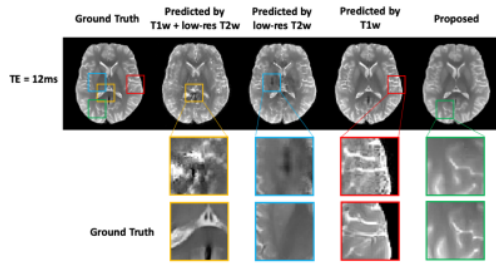 Ground Truth
Predicted by
T1w + low-res T2w
Predicted by
low-res T2w
Predicted by
T1w
Proposed
TE = 12ms
Ground Truth